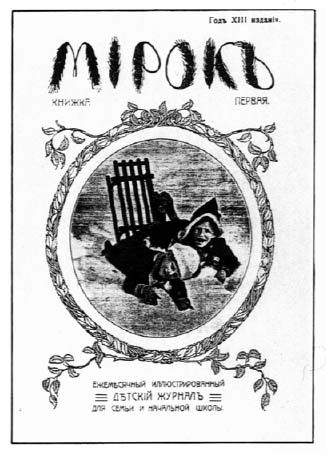 Годъ XIII изданія.
МІРОКЪ
КНИЖКА ПЕРВАЯ.
ЕЖЕМѢСЯЧНЫЙ ИЛЛЮСТРИРОВАННЫЙ
ДѢТСКІЙ ЖУРНАЛЪ
ДЛЯ СЕМЬИ И НАЧАЛЬНОЙ ШКОЛЫ.